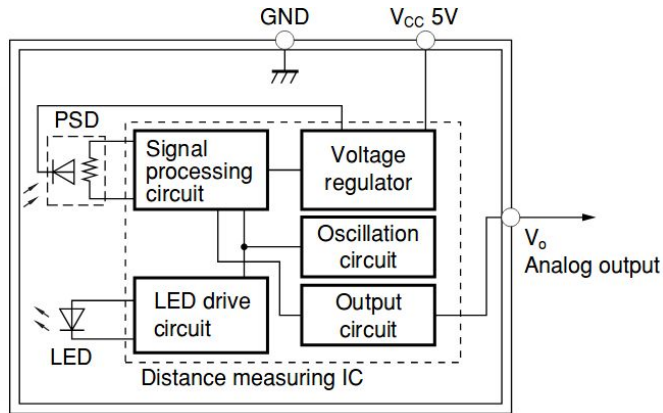 GND
VCC 5V
PSD
Signal
processing
circuit
Voltage
regulator
Oscillation
circuit
Vo
Analog output
LED drive
circuit
Output
circuit
LED
Distance measuring IC